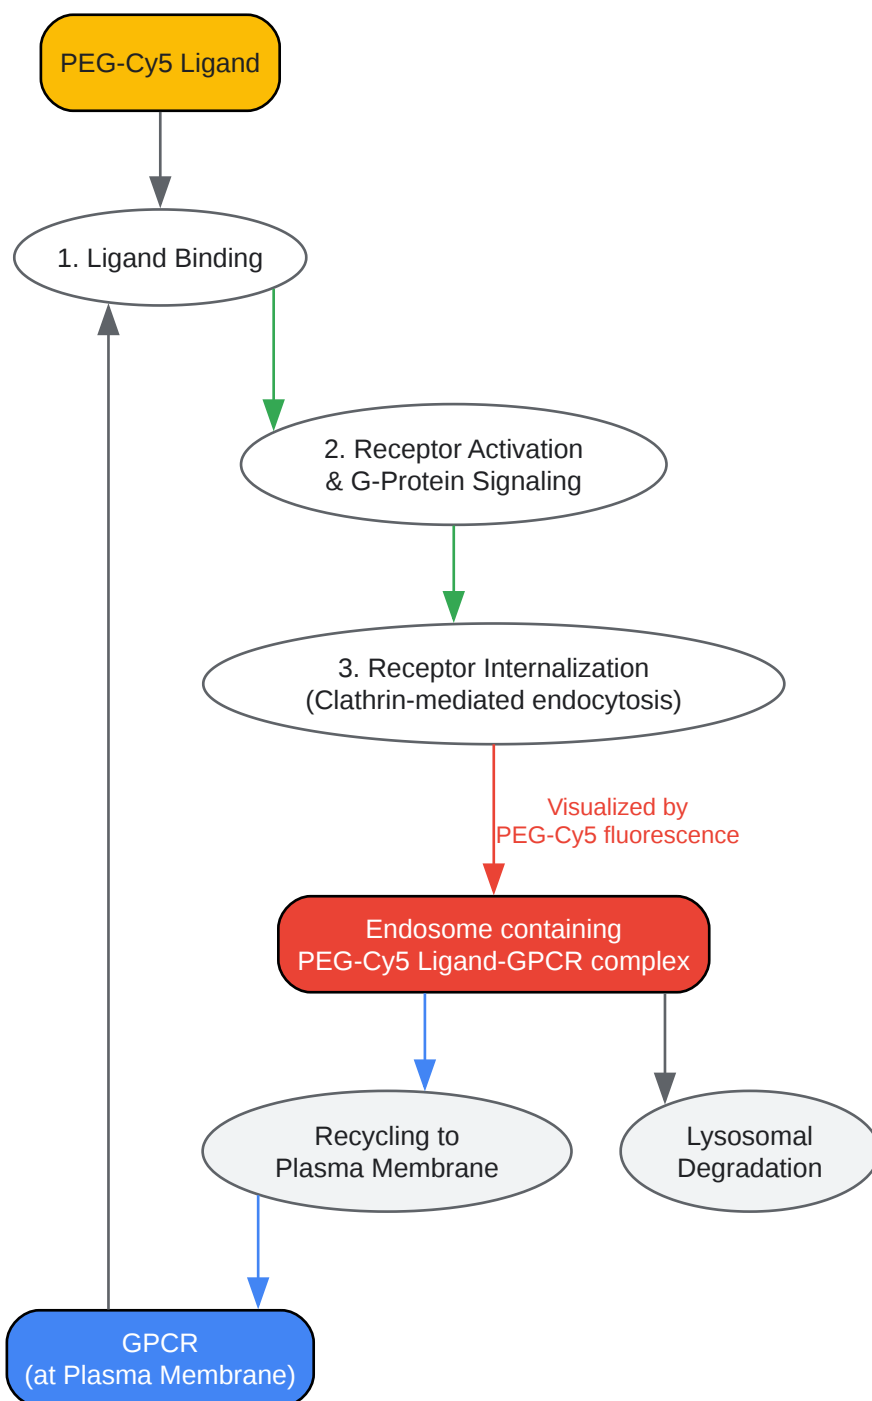 PEG-Cy5 Ligand
1. Ligand Binding
2. Receptor Activation
& G-Protein Signaling
3. Receptor Internalization
(Clathrin-mediated endocytosis)
Visualized by
PEG-Cy5 fluorescence
Endosome containing
PEG-Cy5 Ligand-GPCR complex
Recycling to
Plasma Membrane
Lysosomal
Degradation
GPCR
(at Plasma Membrane)